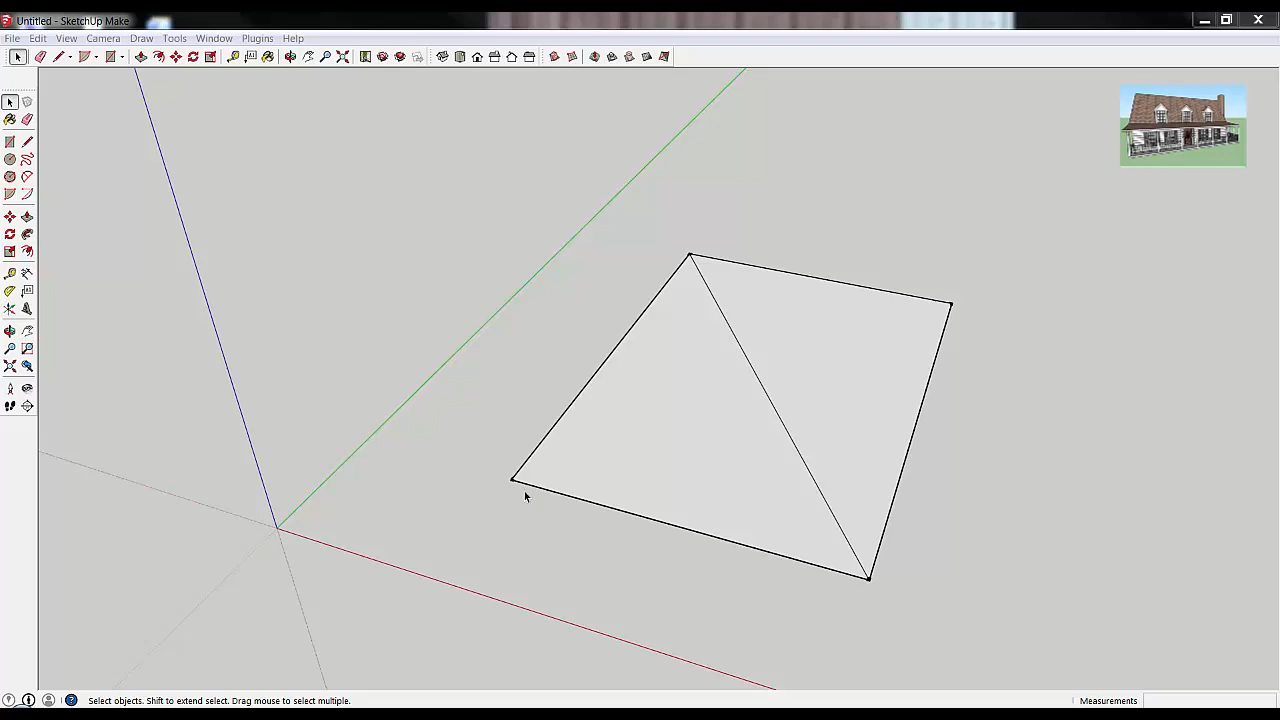 Untitled - SketchUp Make
File Edit View Camera Draw Tools Window Plugins Help
Select objects. Shift to extend select. Drag mouse to select multiple.
Measurements